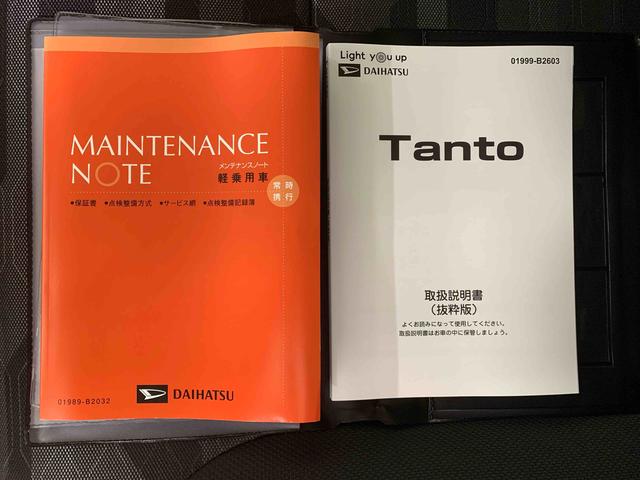 MAINTENANCE
NOTE
メンテナンスノート
軽乗用車
常時
携行
●保証書 ●点検整備方式 ●サービス網 ●点検整備記録簿
01989-B2032
DAIHATSU
Light you up
DAIHATSU
01999-B2603
Tanto
取扱説明書
（抜粋版）
よくお読みになって使用してください。
取扱説明書はお車の中に保管しましょう。